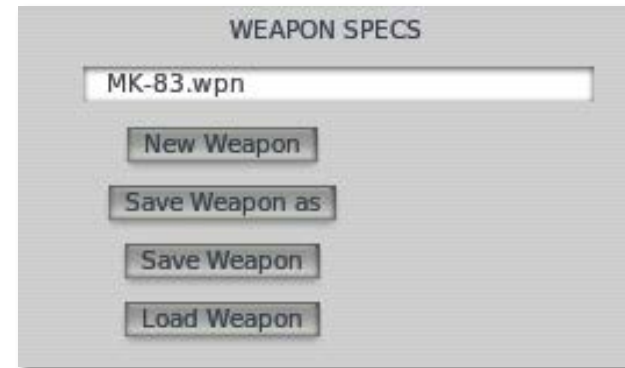 WEAPON SPECS
MK-83.wpn
New Weapon
Save Weapon as
Save Weapon
Load Weapon